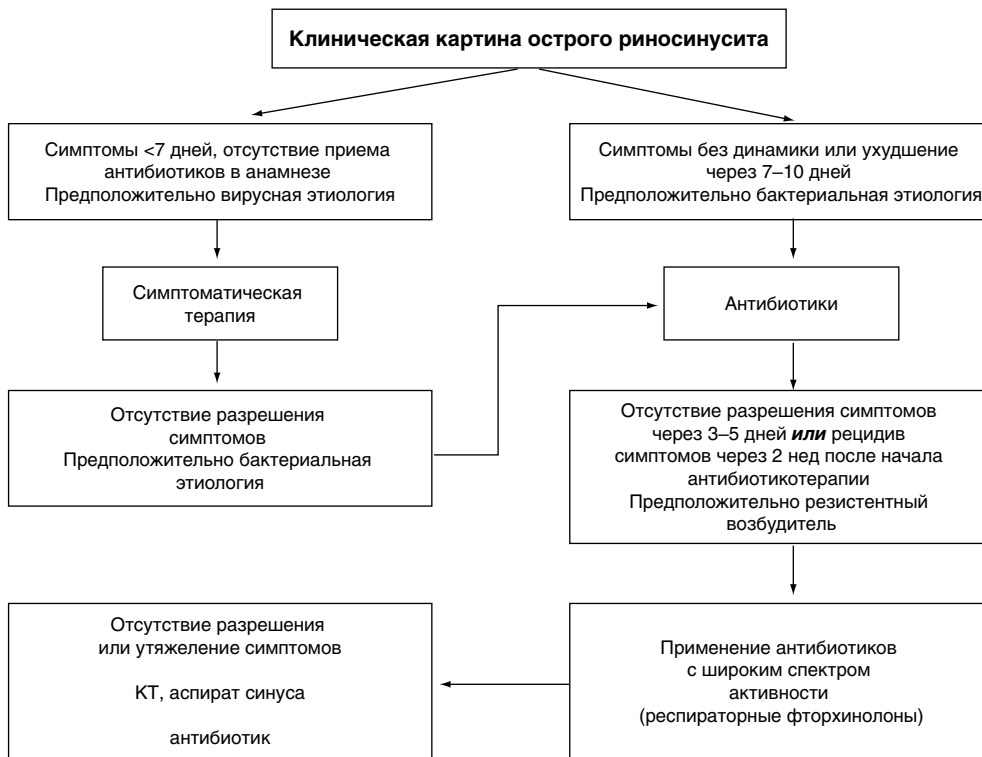 Клиническая картина острого риносинусита
Симптомы <7 дней, отсутствие приема
антибиотиков в анамнезе
Предположительно вирусная этиология
Симптомы без динамики или ухудшение
через 7–10 дней
Предположительно бактериальная этиология
Симптоматическая
терапия
Антибиотики
Отсутствие разрешения
симптомов
Предположительно бактериальная
этиология
Отсутствие разрешения симптомов
через 3–5 дней или рецидив
симптомов через 2 нед после начала
антибиотикотерапии
Предположительно резистентный
возбудитель
Отсутствие разрешения
или утяжеление симптомов
КТ, аспират синуса
антибиотик
Применение антибиотиков
с широким спектром
активности
(респираторные фторхинолоны)